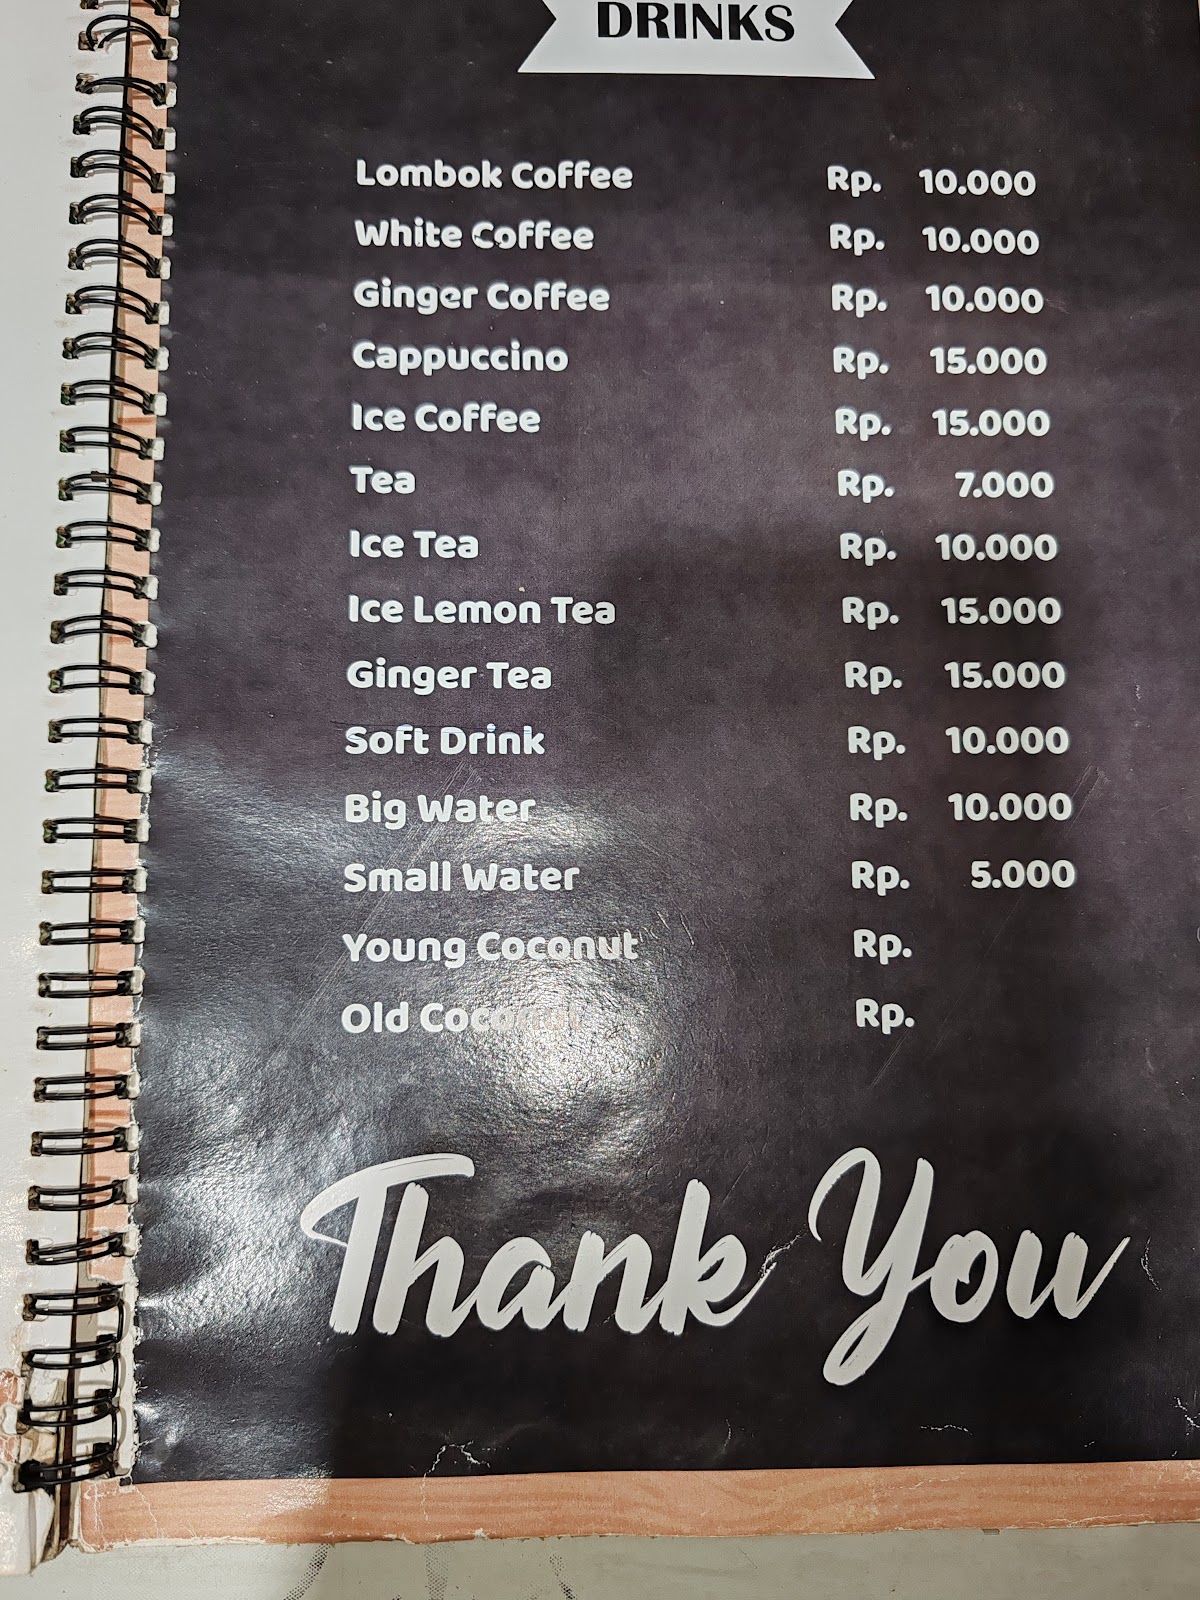 DRINKS
Lombok Coffee Rp. 10.000
White Coffee Rp. 10.000
Ginger Coffee Rp. 10.000
Cappuccino Rp. 15.000
Ice Coffee Rp. 15.000
Tea Rp. 7.000
Ice Tea Rp. 10.000
Ice Lemon Tea Rp. 15.000
Ginger Tea Rp. 15.000
Soft Drink Rp. 10.000
Big Water Rp. 10.000
Small Water Rp. 5.000
Young Coconut Rp.
Old Coconut Rp.
Thank You